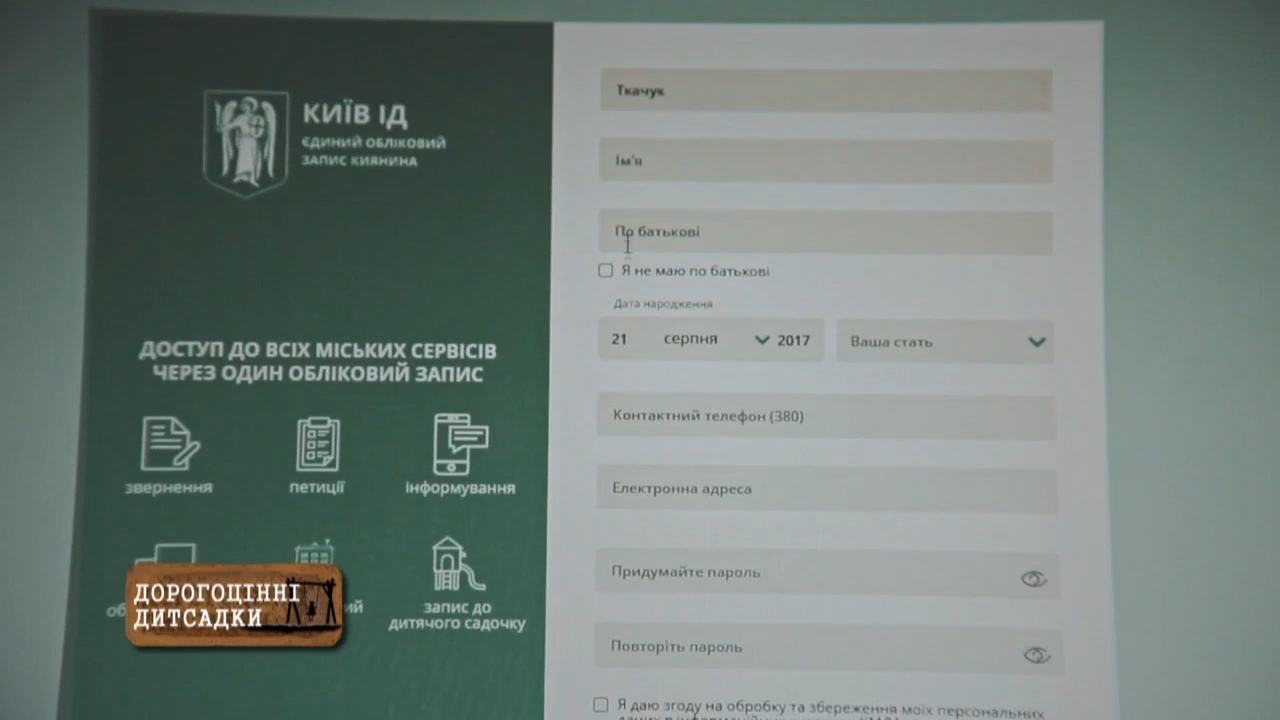 КИЇВ ІД
ЄДИНИЙ ОБЛІКОВИЙ
ЗАПИС КИЯНИНА
ДОСТУП ДО ВСІХ МІСЬКИХ СЕРВІСІВ
ЧЕРЕЗ ОДИН ОБЛІКОВИЙ ЗАПИС
звернення
петиції
інформування
запис до
дитячого садочку
ДОРОГОЦІННІ
ДИТСАДКИ
Ткачук
Ім'я
По батькові
Я не маю по батькові
Дата народження
21 серпня 2017
Ваша стать
Контактний телефон (380)
Електронна адреса
Придумайте пароль
Повторіть пароль
Я даю згоду на обробку та збереження моїх персональних